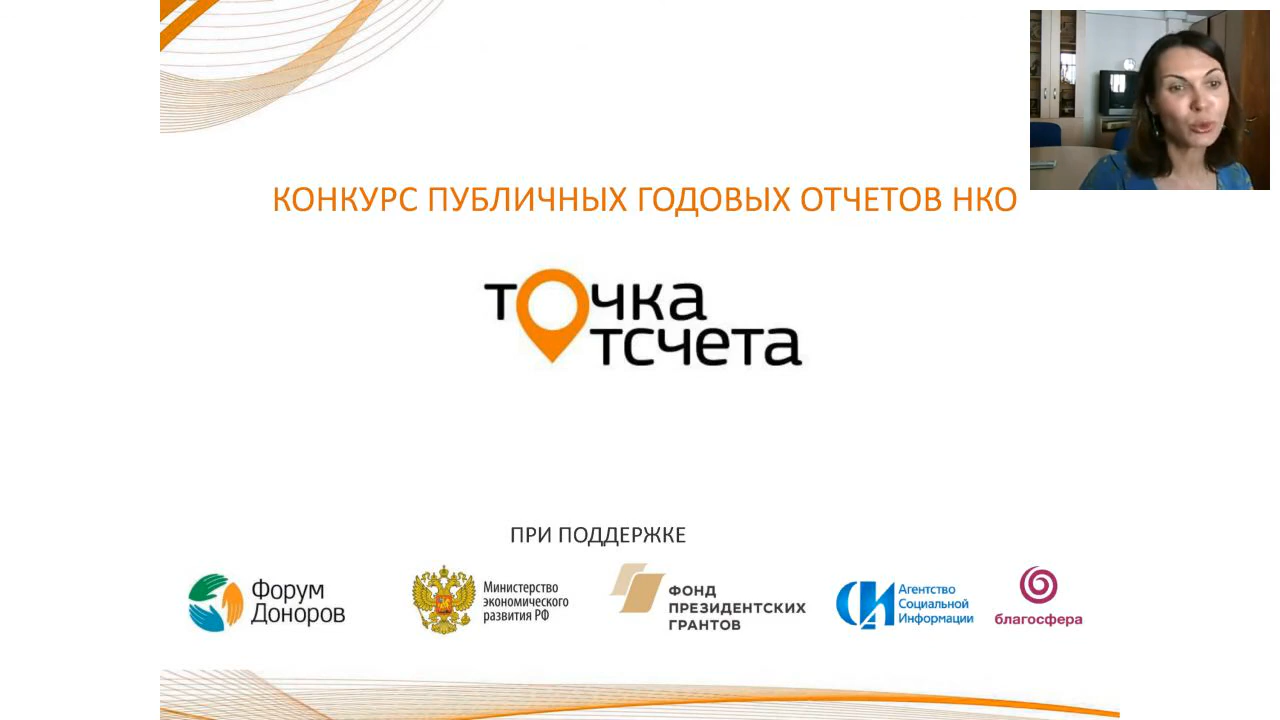 КОНКУРС ПУБЛИЧНЫХ ГОДОВЫХ ОТЧЕТОВ НКО
точка
отсчета
ПРИ ПОДДЕРЖКЕ
Форум
Доноров
Министерство
экономического
развития РФ
ФОНД
ПРЕЗИДЕНТСКИХ
ГРАНТОВ
СИ
Агентство
Социальной
Информации
благосфера